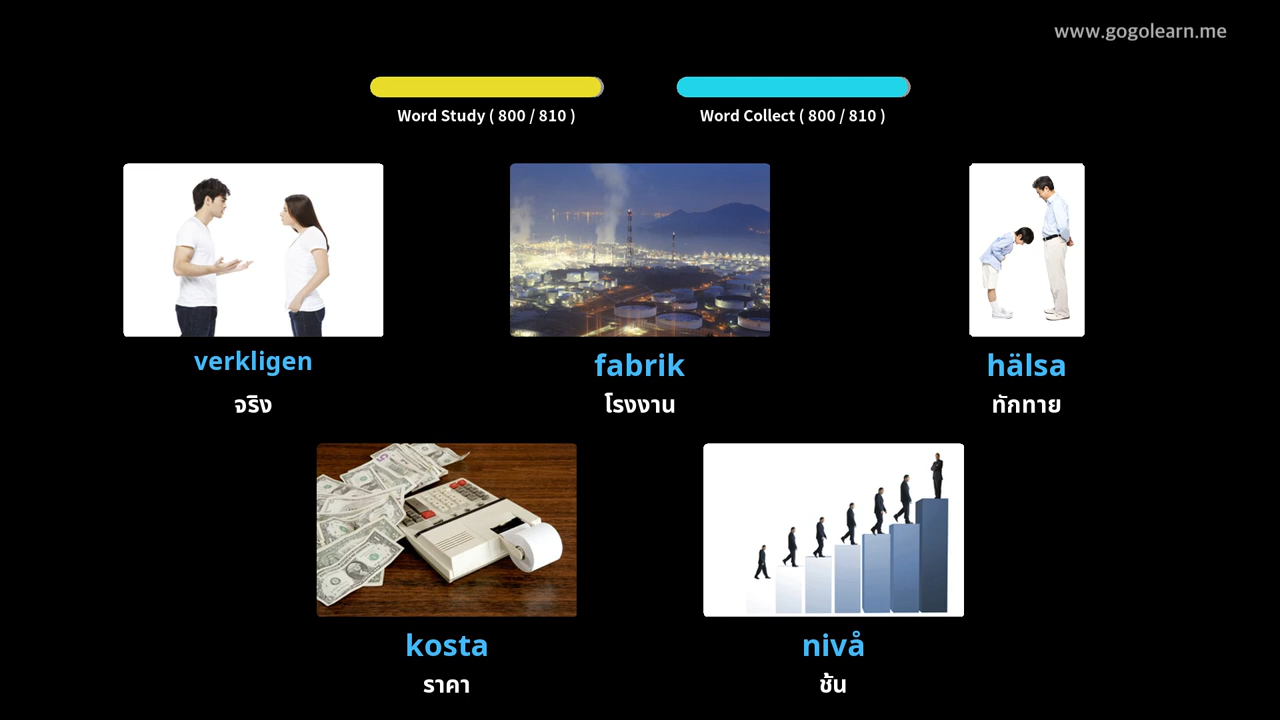 www.gogolearn.me
Word Study ( 800 / 810 )
Word Collect ( 800 / 810 )
verkligen
จริง
fabrik
โรงงาน
hälsa
ทักทาย
kosta
ราคา
nivå
ชั้น